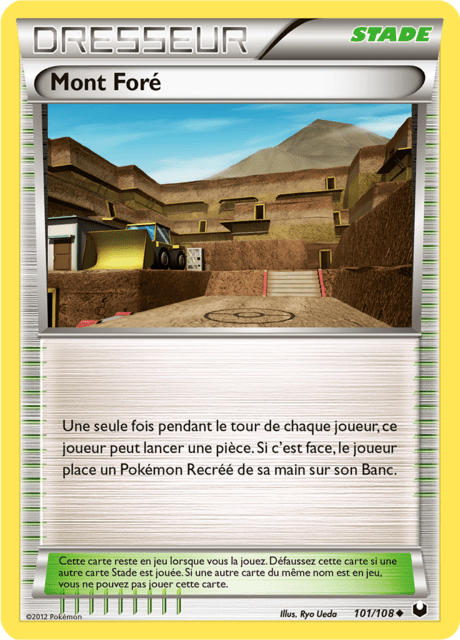 DRESSEUR
STADE
Mont Foré
Une seule fois pendant le tour de chaque joueur, ce
joueur peut lancer une pièce. Si c'est face, le joueur
place un Pokémon Recréé de sa main sur son Banc.
Cette carte reste en jeu lorsque vous la jouez. Défaussez cette carte si une
autre carte Stade est jouée. Si une autre carte du même nom est en jeu,
vous ne pouvez pas jouer cette carte.
©2012 Pokémon
Illus. Ryo Ueda
101/108